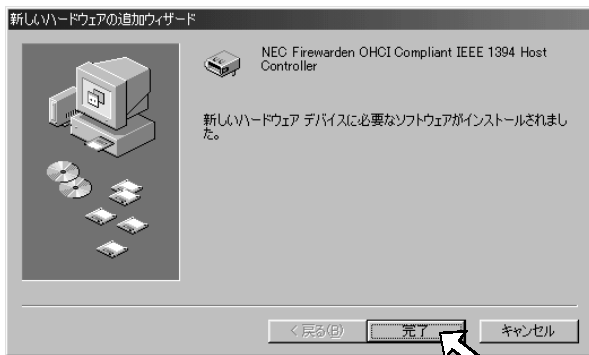 新しいハードウェアの追加ウィザード
NEC Firewarden OHCI Compliant IEEE 1394 Host
Controller
新しいハードウェア デバイスに必要なソフトウェアがインストールされまし
た。
< 戻る(B)
完了
キャンセル